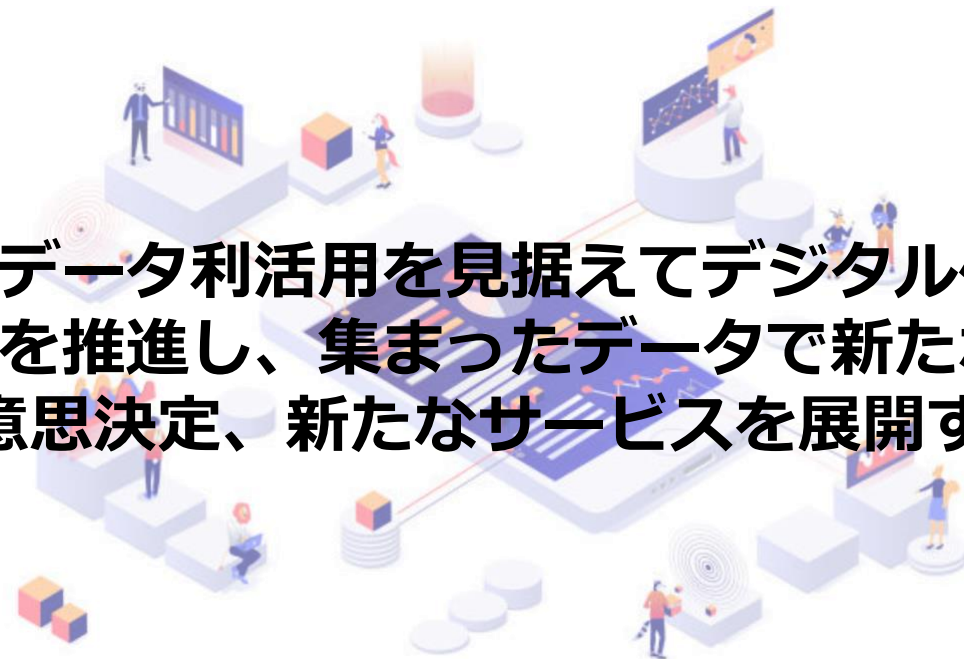 データ利活用を見据えてデジタル
を推進し、集まったデータで新た
意思決定、新たなサービスを展開す